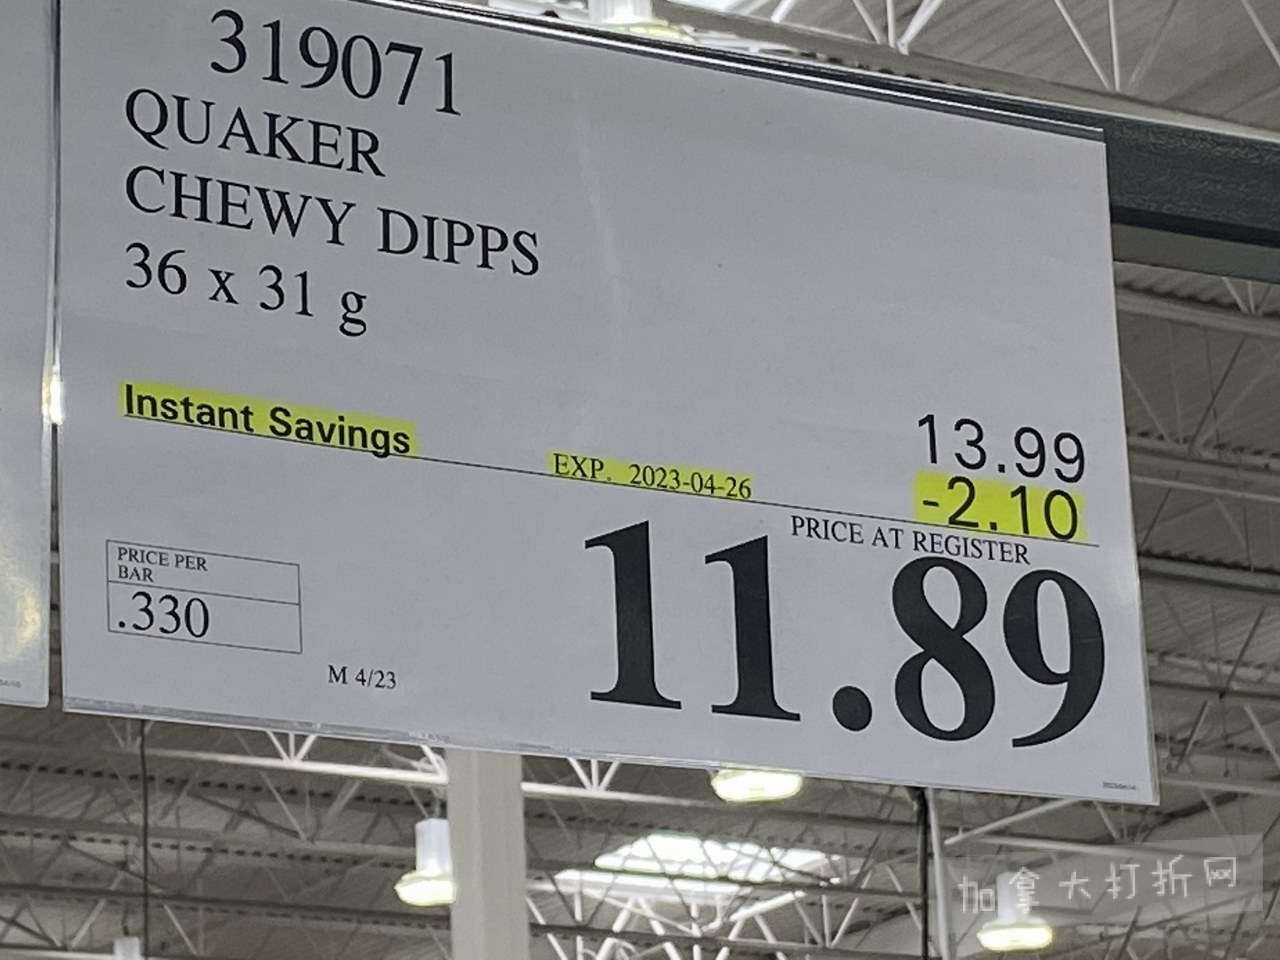 319071
QUAKER
CHEWY DIPPS
36 x 31 g
13.99
Instant Savings EXP. 2023-04-26 -2.10
PRICE AT REGISTER
11.89
PRICE PER
BAR
.330
M 4/23
加拿大打折网